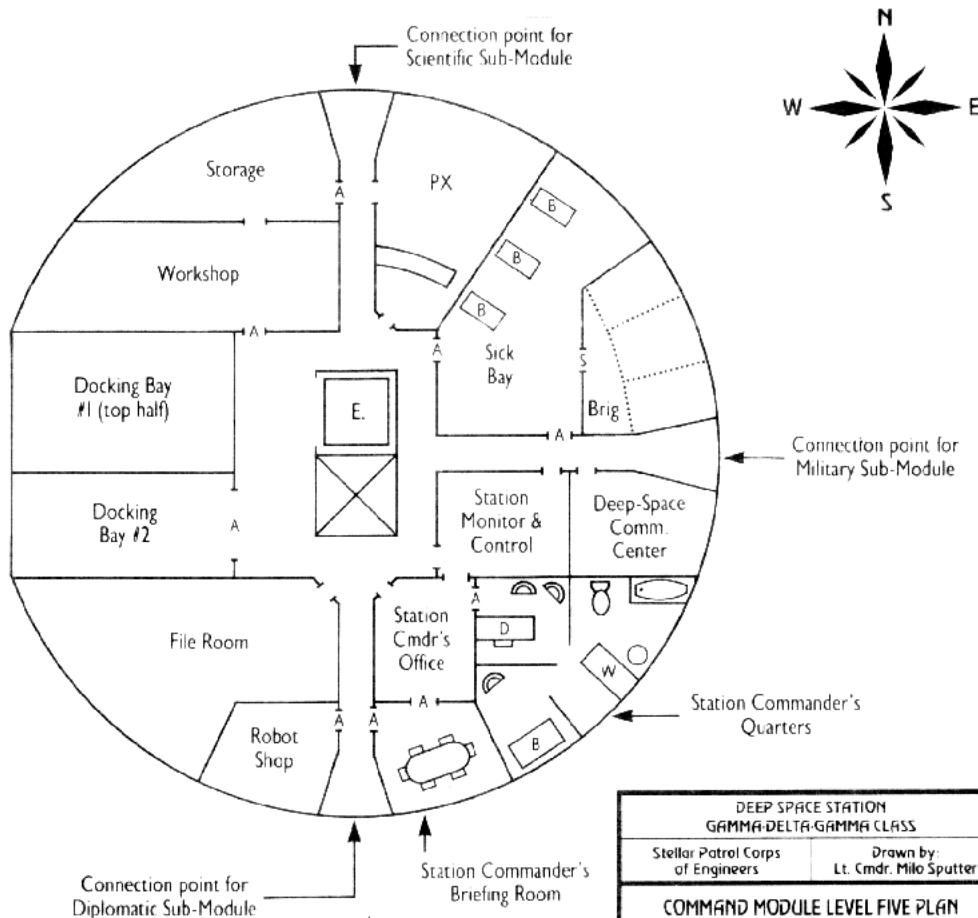 Connection point for
Scientific Sub-Module
N
W
E
S
Storage
A
PX
B
B
B
Workshop
A
A
Sick
Bay
S
Brig
Docking Bay
#1 (top half)
E.
A
Connection point for
Military Sub-Module
Docking
Bay #2
A
Station
Monitor &
Control
Deep-Space
Comm.
Center
File Room
Station
Cmdr's
Office
A
D
W
A
Robot
Shop
A
A
B
Station Commander's
Quarters
Connection point for
Diplomatic Sub-Module
Station Commander's
Briefing Room
DEEP SPACE STATION
GAMMA-DELTA-GAMMA CLASS
Stellar Patrol Corps
of Engineers
Drawn by:
Lt. Cmdr. Milo Sputter
COMMAND MODULE LEVEL FIVE PLAN